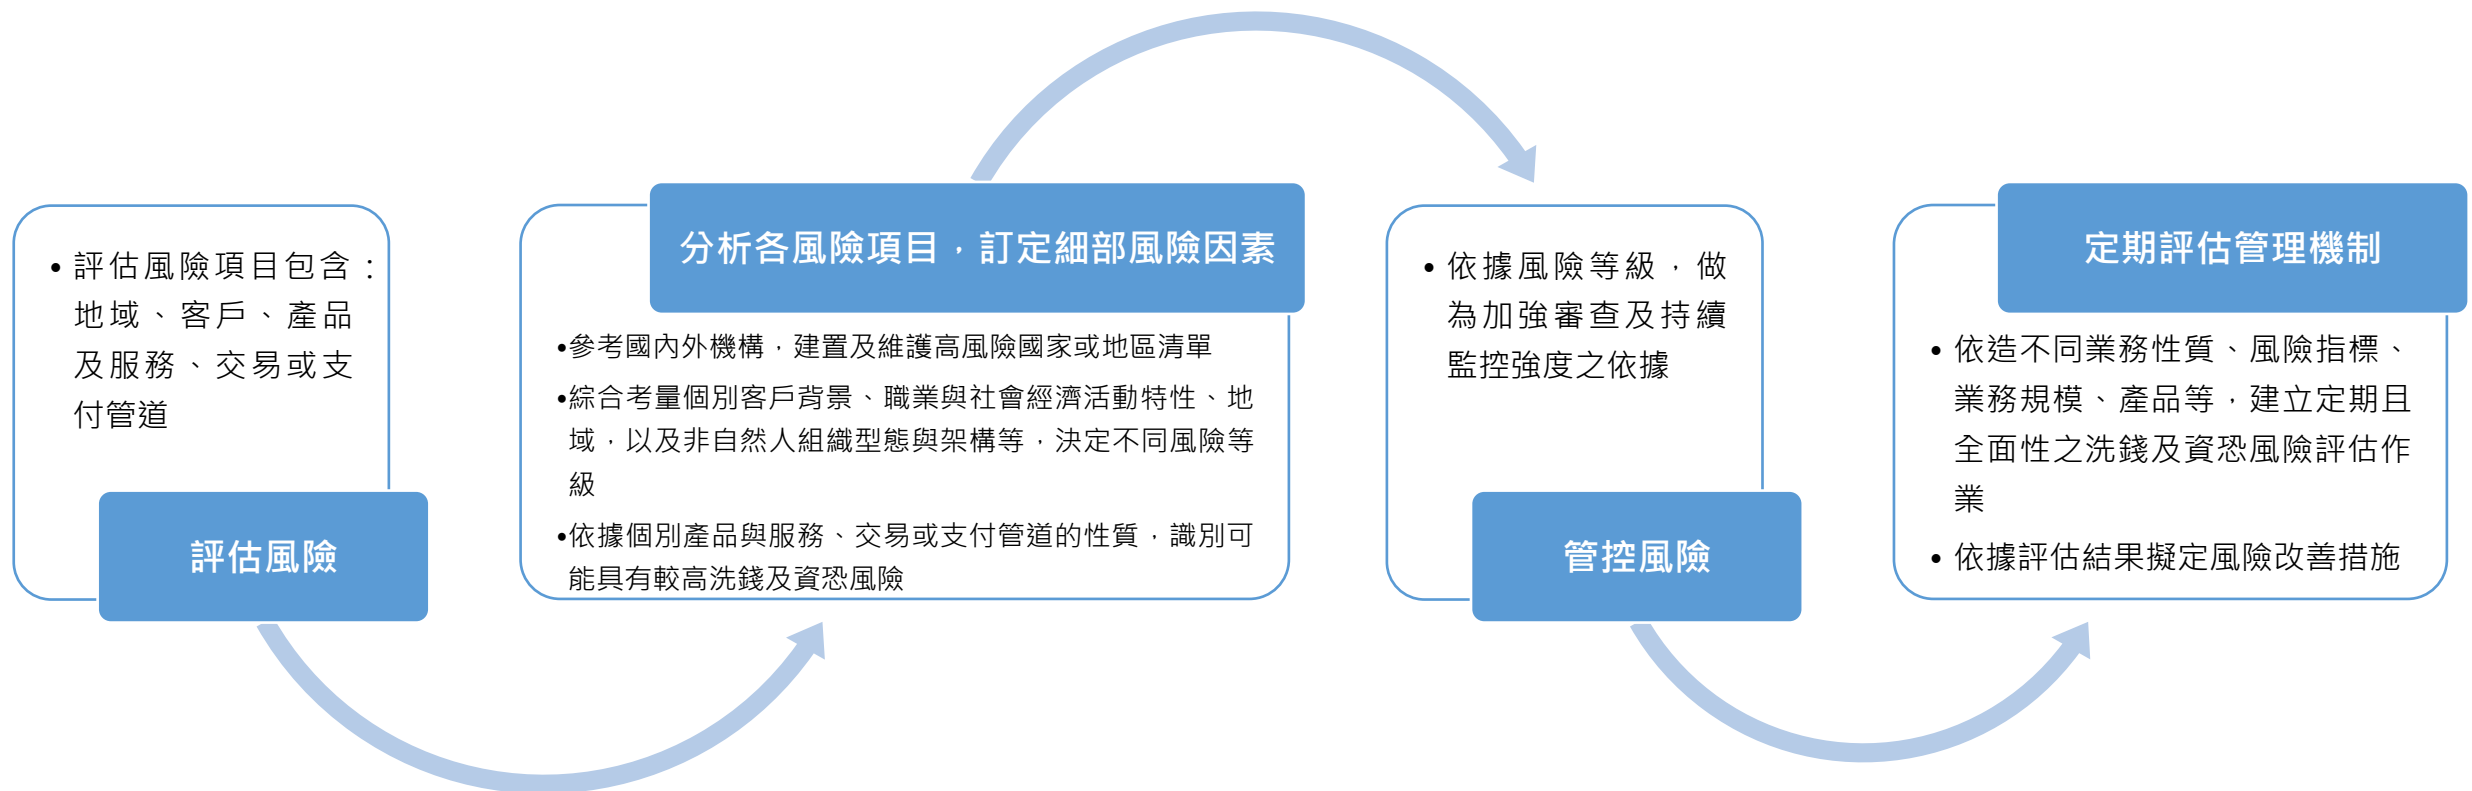 • 評估風險項目包含：
地域、客戶、產品
及服務、交易或支
付管道
評估風險
分析各風險項目，訂定細部風險因素
•參考國內外機構，建置及維護高風險國家或地區清單
•綜合考量個別客戶背景、職業與社會經濟活動特性、地
域，以及非自然人組織型態與架構等，決定不同風險等
級
•依據個別產品與服務、交易或支付管道的性質，識別可
能具有較高洗錢及資恐風險
• 依據風險等級，做
為加強審查及持續
監控強度之依據
管控風險
定期評估管理機制
• 依造不同業務性質、風險指標、
業務規模、產品等，建立定期且
全面性之洗錢及資恐風險評估作
業
• 依據評估結果擬定風險改善措施